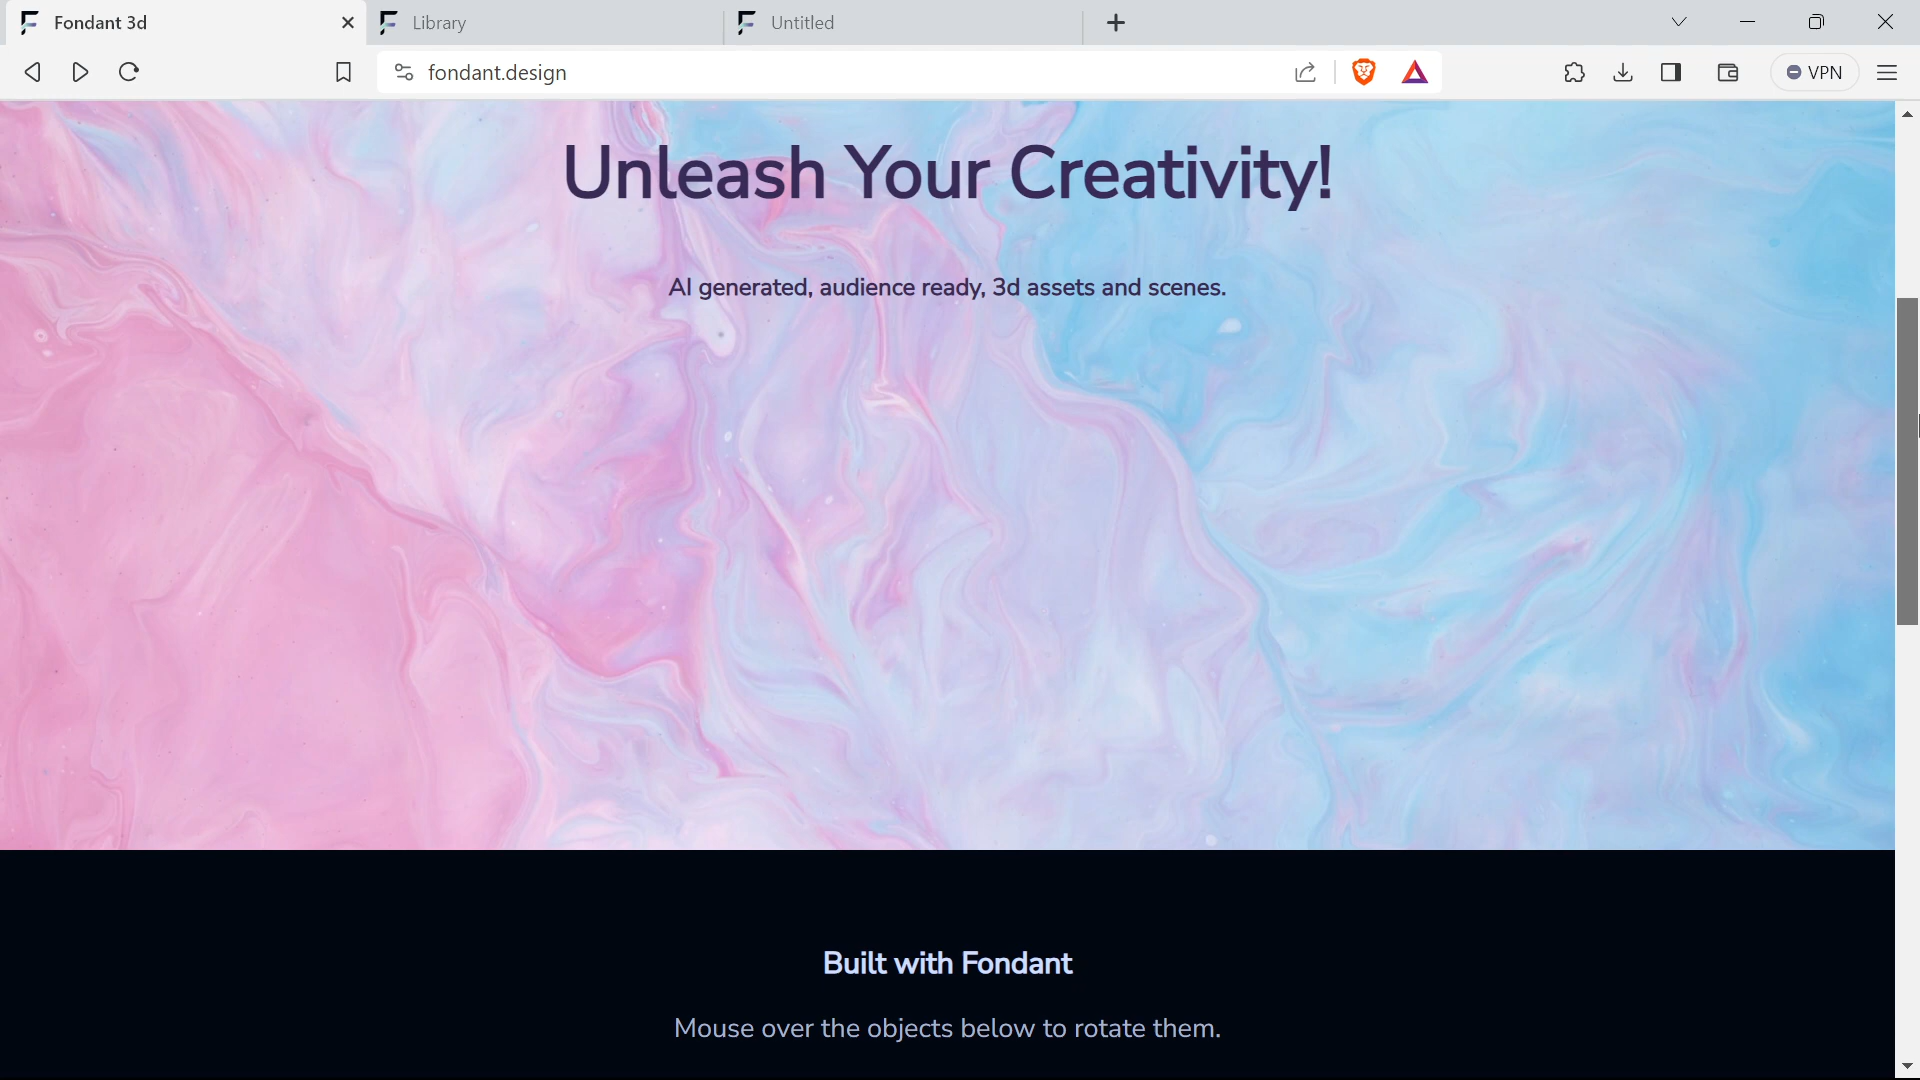 Fondant 3d
Library
Untitled
fondant.design
VPN
Unleash Your Creativity!
AI generated, audience ready, 3d assets and scenes.
Built with Fondant
Mouse over the objects below to rotate them.